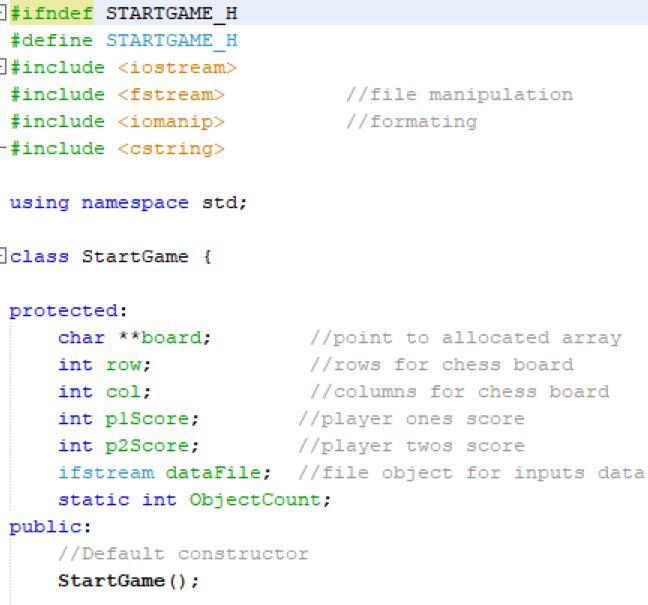 #ifndef STARTGAME_H
#define STARTGAME_H
#include <iostream>
#include <fstream> //file manipulation
#include <iomanip> //formating
#include <cstring>
using namespace std;
class StartGame {
protected:
char **board; //point to allocated array
int row; //rows for chess board
int col; //columns for chess board
int p1Score; //player ones score
int p2Score; //player twos score
ifstream dataFile; //file object for inputs data
static int ObjectCount;
public:
//Default constructor
StartGame();